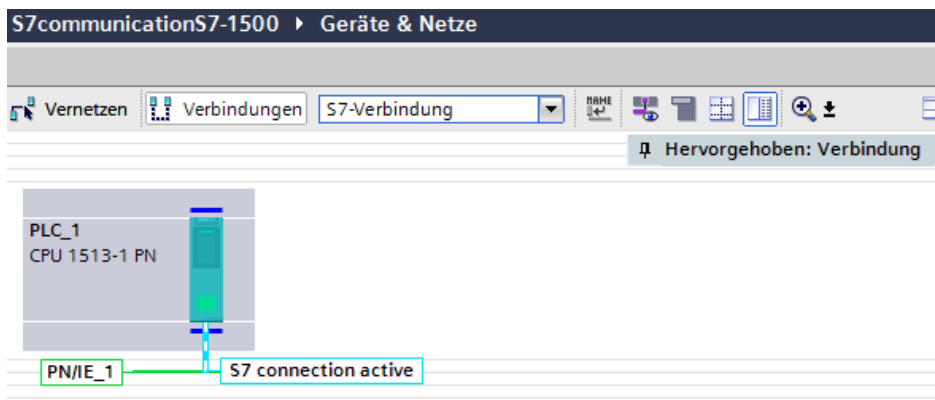 S7communicationS7-1500 ▸ Geräte & Netze
Vernetzen Verbindungen S7-Verbindung
Hervorgehoben: Verbindung
PLC_1
CPU 1513-1 PN
PN/IE_1 S7 connection active